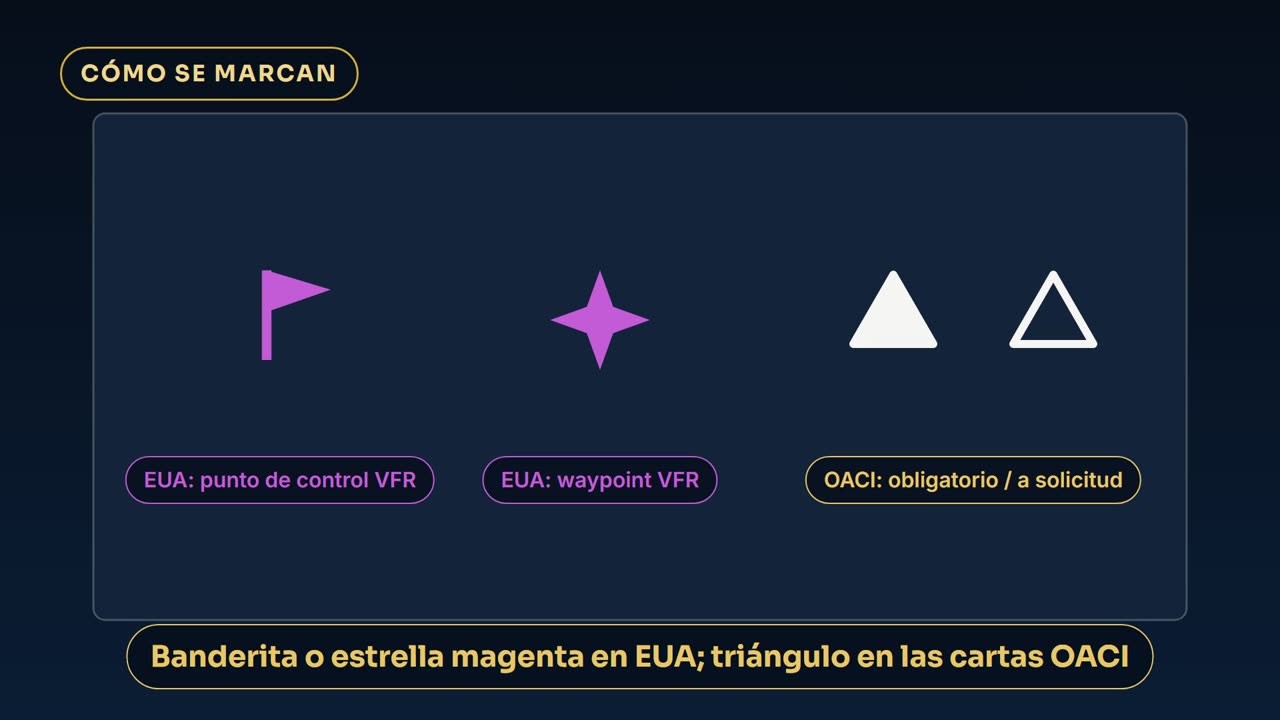 CÓMO SE MARCAN
EUA: punto de control VFR
EUA: waypoint VFR
OACI: obligatorio / a solicitud
Banderita o estrella magenta en EUA; triángulo en las cartas OACI